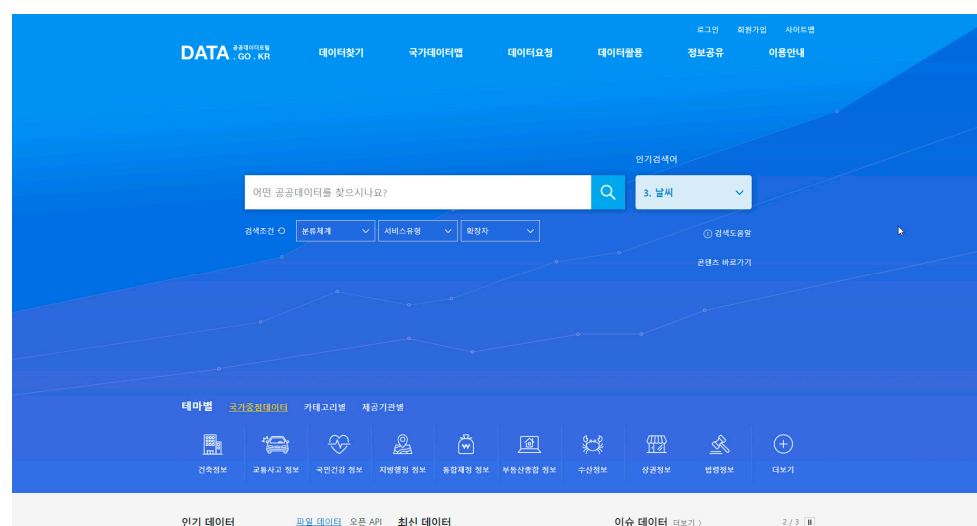 로그인 회원가입 사이트맵
DATA 공공데이터포털 .GO.KR 데이터찾기 국가데이터맵 데이터요청 데이터활용 정보공유 이용안내
인기검색어
어떤 공공데이터를 찾으시나요? 3. 날씨
검색조건 분류체계 서비스유형 확장자 검색도움말
콘텐츠 바로가기
테마별 국가중점데이터 카테고리별 제공기관별
건축정보 교통사고 정보 국민건강 정보 지방행정 정보 통합재정 정보 부동산종합 정보 수산정보 상권정보 법령정보 더보기
인기 데이터 파일 데이터 오픈 API 최신 데이터 이슈 데이터 더보기 > 2 / 3